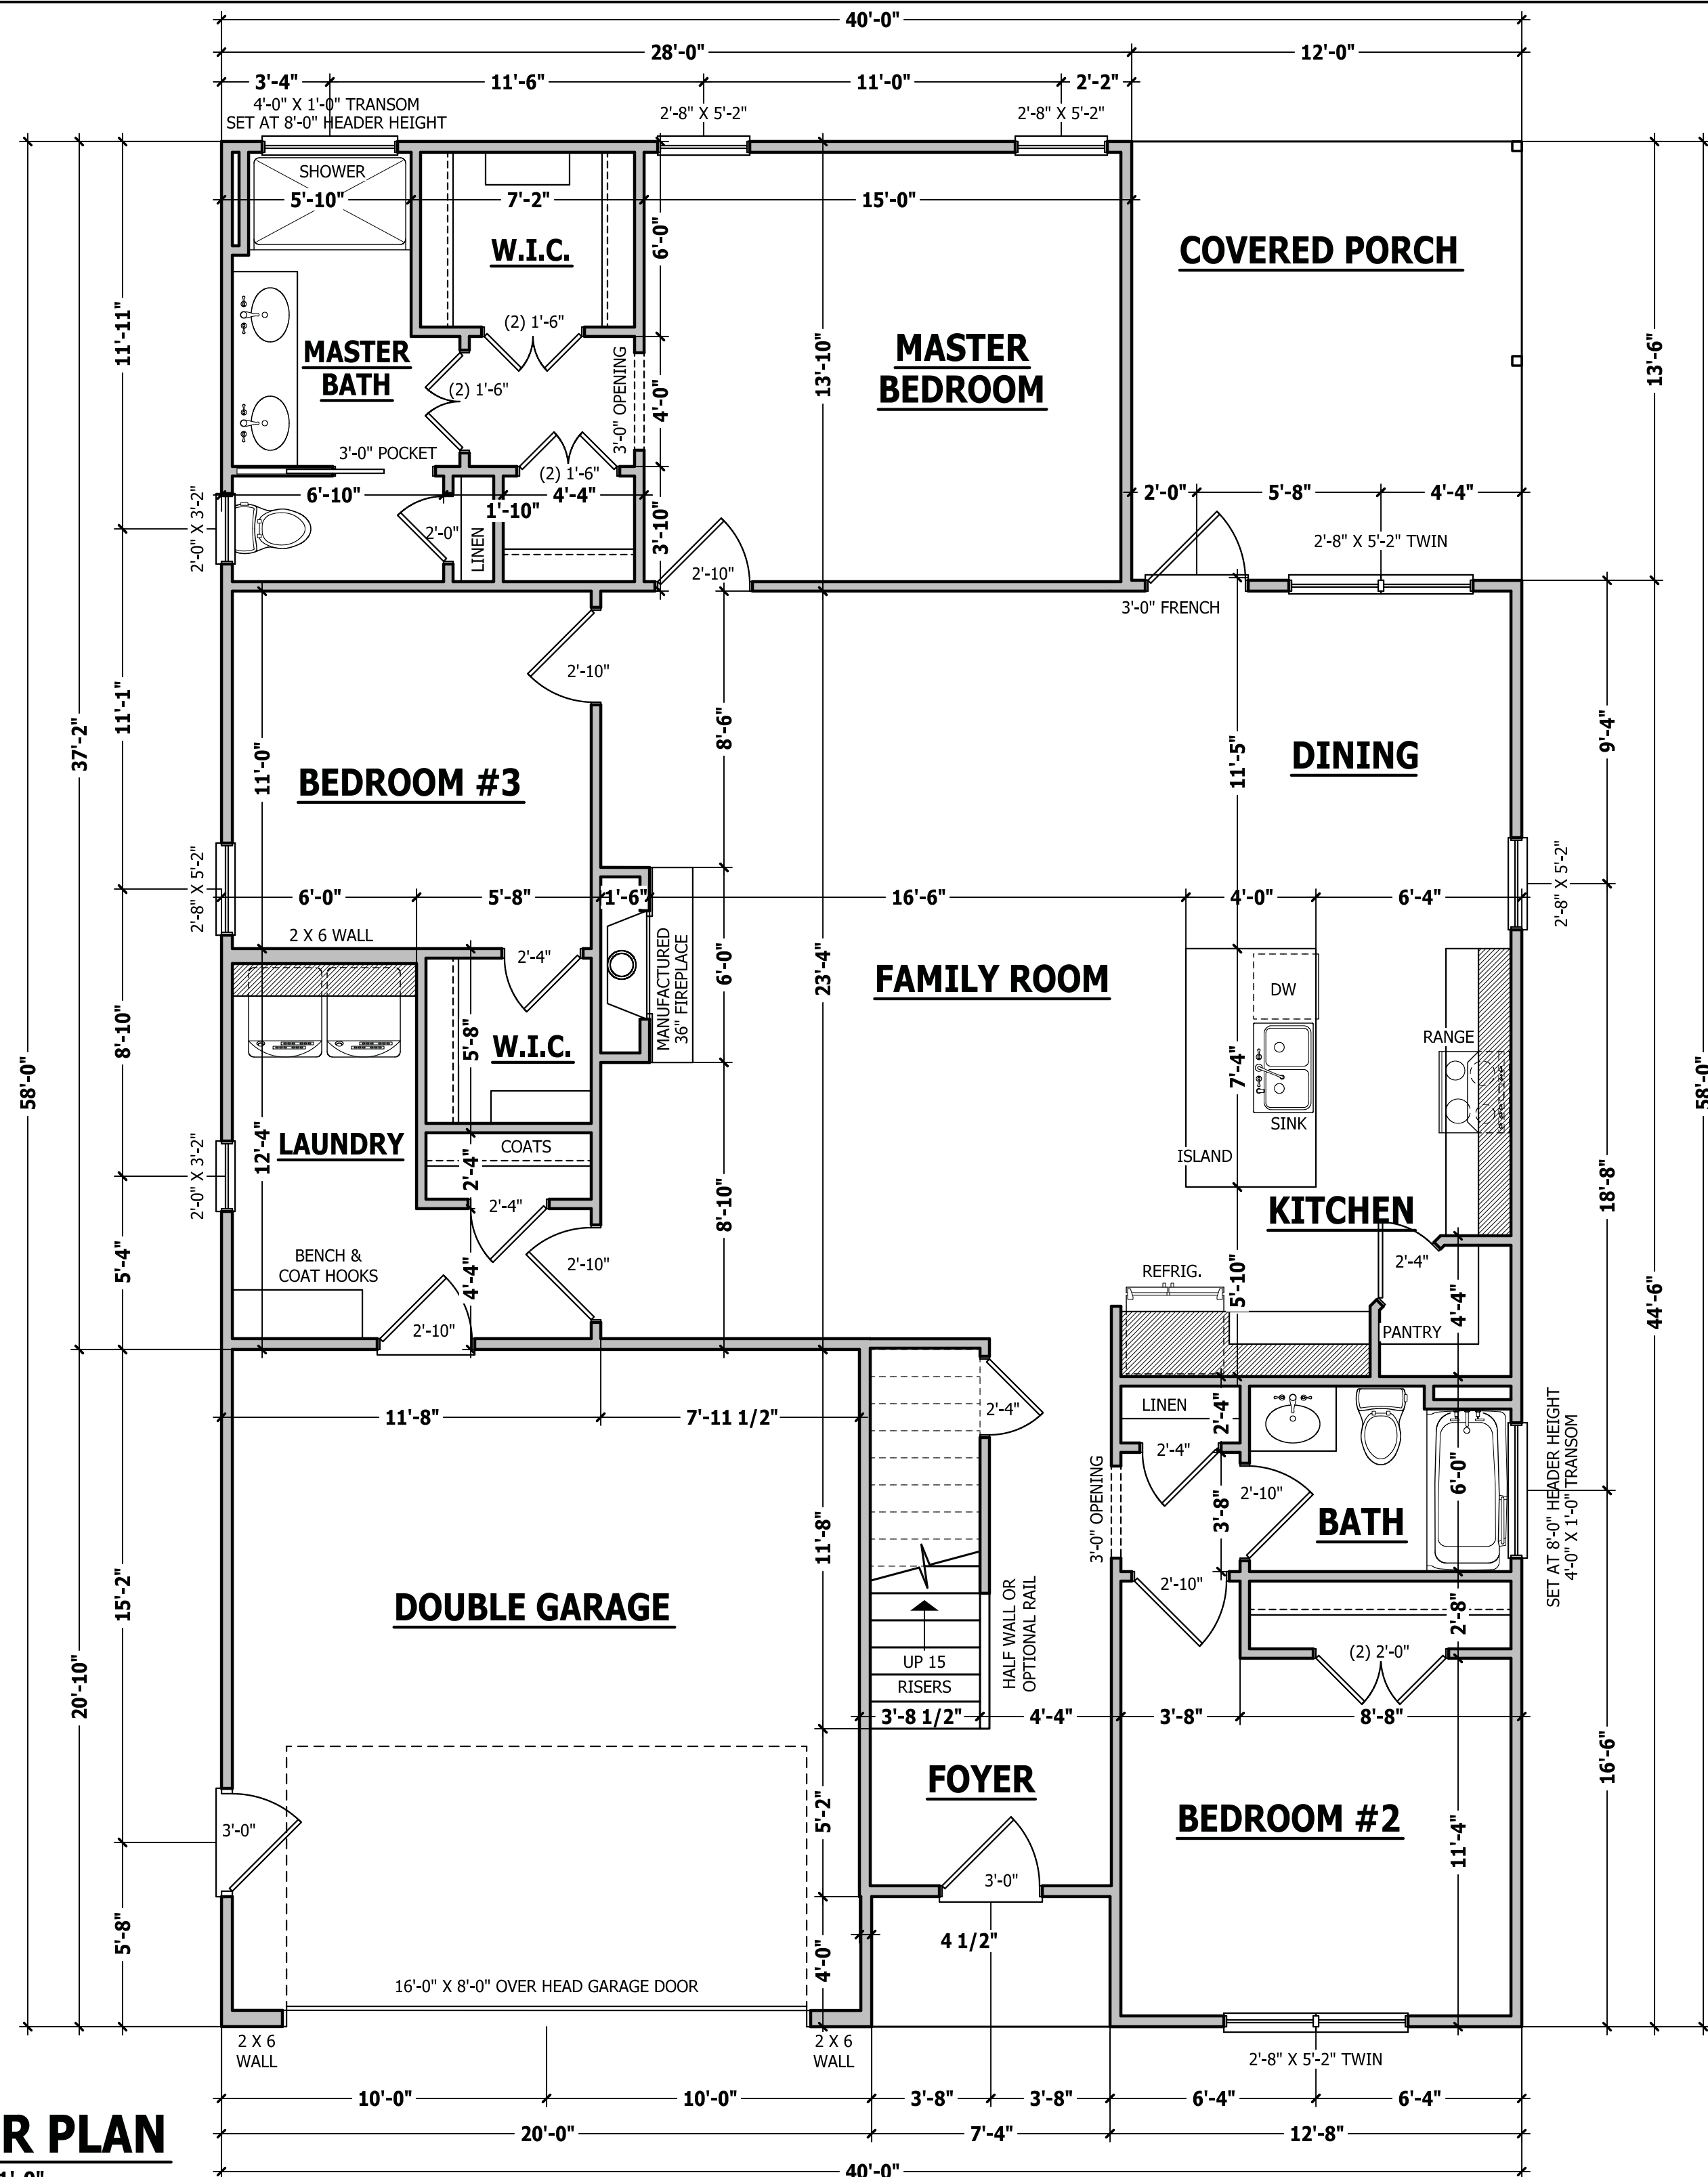 40'-0"
28'-0"
12'-0"
3'-4"
11'-6"
11'-0"
2'-2"
4'-0" X 1'-0" TRANSOM
SET AT 8'-0" HEADER HEIGHT
2'-8" X 5'-2"
2'-8" X 5'-2"
SHOWER
5'-10"
7'-2"
15'-0"
W.I.C.
6'-0"
COVERED PORCH
11'-11"
(2) 1'-6"
MASTER
BATH
(2) 1'-6"
3'-0" OPENING
4'-0"
13'-10"
MASTER
BEDROOM
13'-6"
3'-0" POCKET
(2) 1'-6"
6'-10"
1'-10"
4'-4"
2'-0"
5'-8"
4'-4"
2'-0" X 3'-2"
2'-0"
LINEN
3'-10"
2'-10"
2'-8" X 5'-2" TWIN
3'-0" FRENCH
2'-10"
37'-2"
11'-1"
11'-0"
BEDROOM #3
8'-6"
11'-5"
DINING
9'-4"
2'-8" X 5'-2"
6'-0"
5'-8"
1'-6"
16'-6"
4'-0"
6'-4"
2'-8" X 5'-2"
2 X 6 WALL
2'-4"
MANUFACTURED
36" FIREPLACE
6'-0"
23'-4"
FAMILY ROOM
DW
RANGE
58'-0"
8'-10"
5'-8"
W.I.C.
7'-4"
SINK
58'-0"
2'-0" X 3'-2"
12'-4"
LAUNDRY
COATS
2'-4"
2'-4"
ISLAND
KITCHEN
18'-8"
8'-10"
5'-4"
BENCH &
COAT HOOKS
4'-4"
2'-10"
2'-10"
REFRIG.
5'-10"
2'-4"
4'-4"
PANTRY
44'-6"
11'-8"
7'-11 1/2"
2'-4"
LINEN
2'-4"
2'-4"
3'-0" OPENING
3'-8"
2'-10"
6'-0"
BATH
SET AT 8'-0" HEADER HEIGHT
4'-0" X 1'-0" TRANSOM
11'-8"
15'-2"
DOUBLE GARAGE
2'-10"
2'-8"
HALF WALL OR
OPTIONAL RAIL
UP 15
RISERS
(2) 2'-0"
20'-10"
3'-8 1/2"
4'-4"
3'-8"
8'-8"
16'-6"
FOYER
5'-2"
3'-0"
BEDROOM #2
11'-4"
3'-0"
5'-8"
4'-0"
4 1/2"
16'-0" X 8'-0" OVER HEAD GARAGE DOOR
2 X 6
WALL
2 X 6
WALL
2'-8" X 5'-2" TWIN
10'-0"
10'-0"
3'-8"
3'-8"
6'-4"
6'-4"
R PLAN
20'-0"
7'-4"
12'-8"
40'-0"